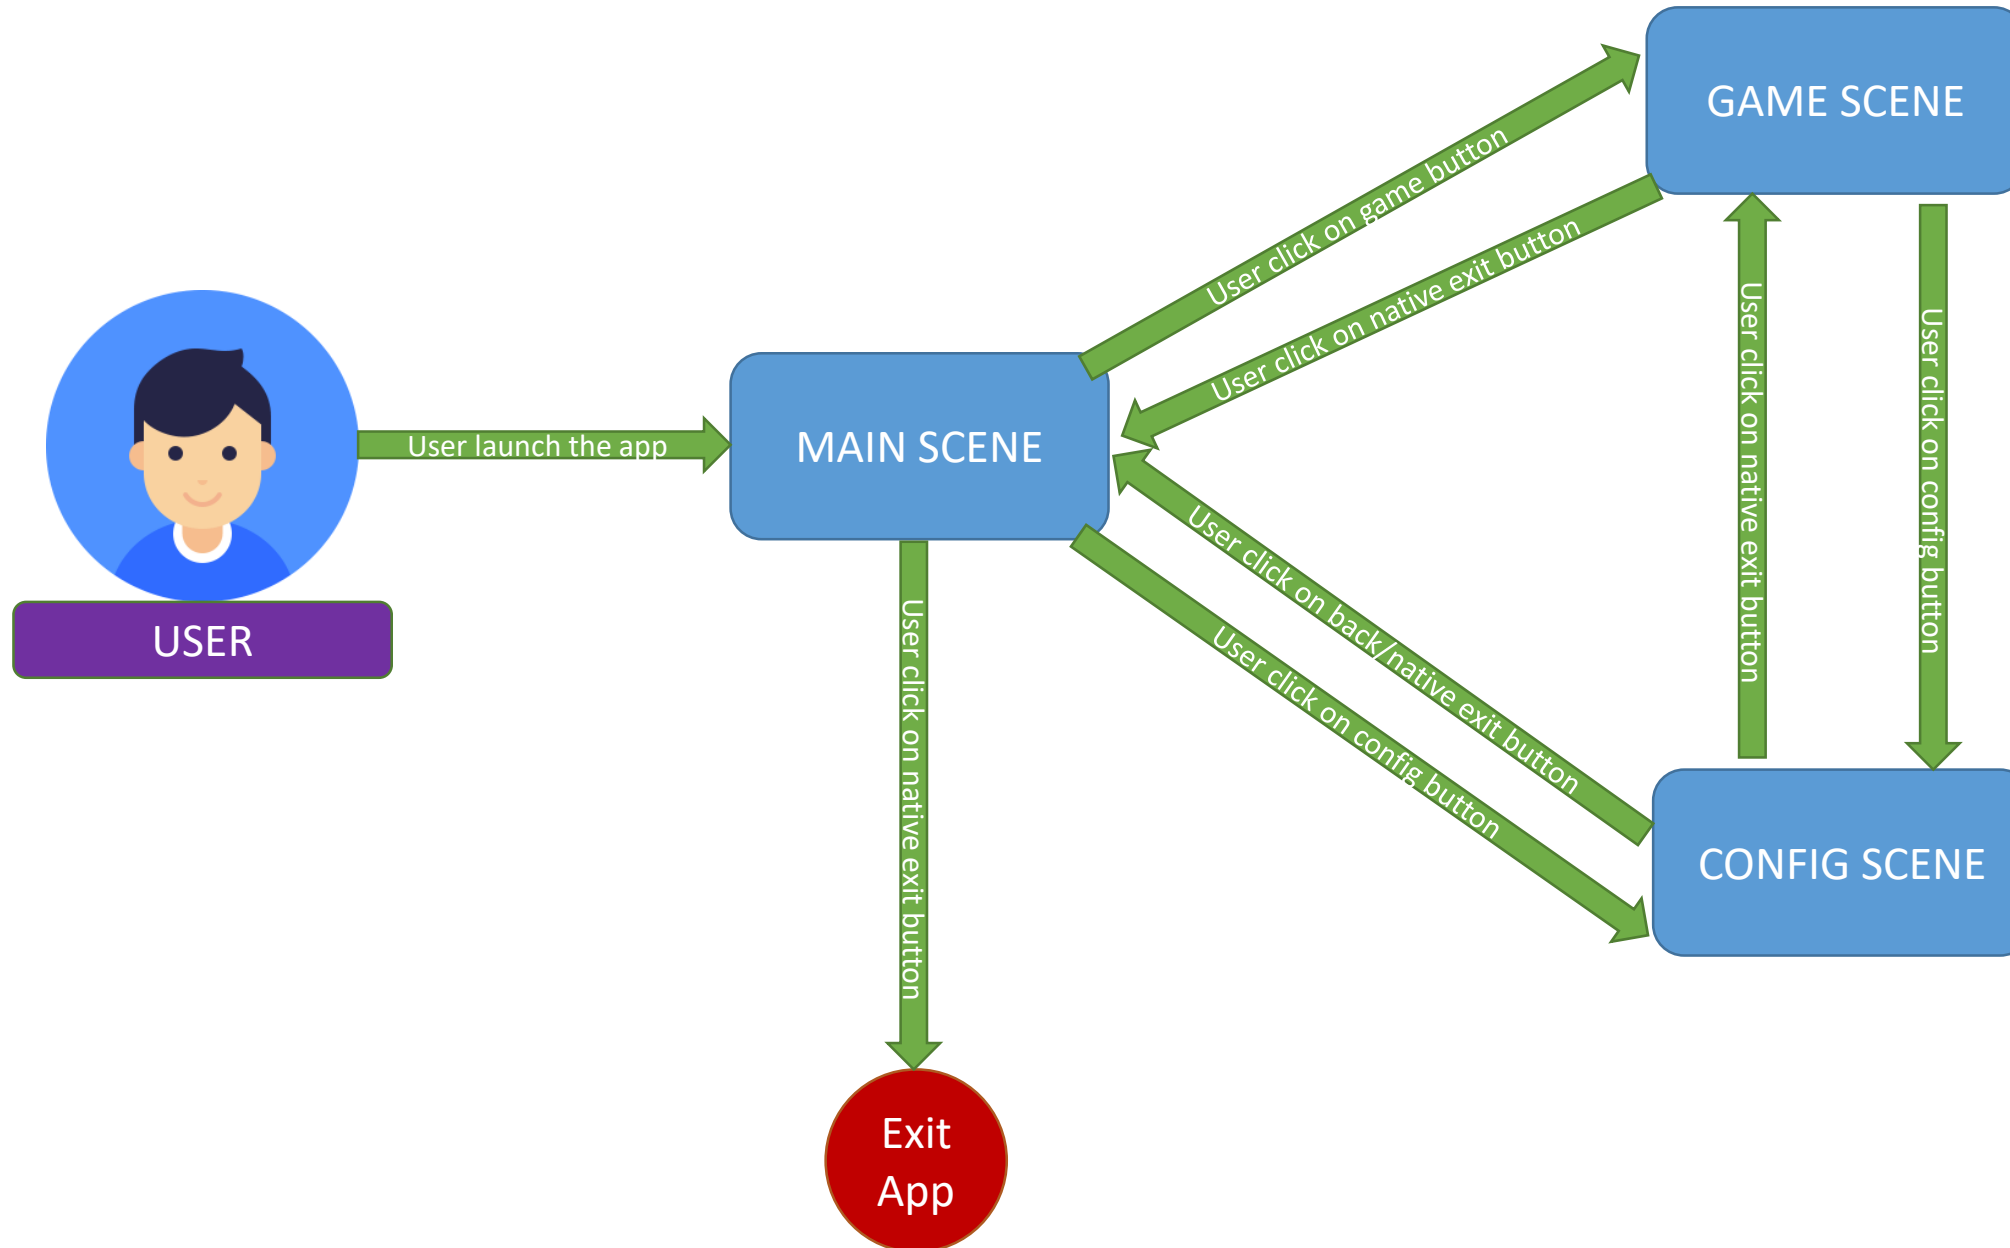 GAME SCENE
User click on game button
User click on native exit button
User launch the app
MAIN SCENE
User click on native exit button
User click on config button
User click on back/native exit button
User click on config button
USER
User click on native exit button
CONFIG SCENE
Exit
App